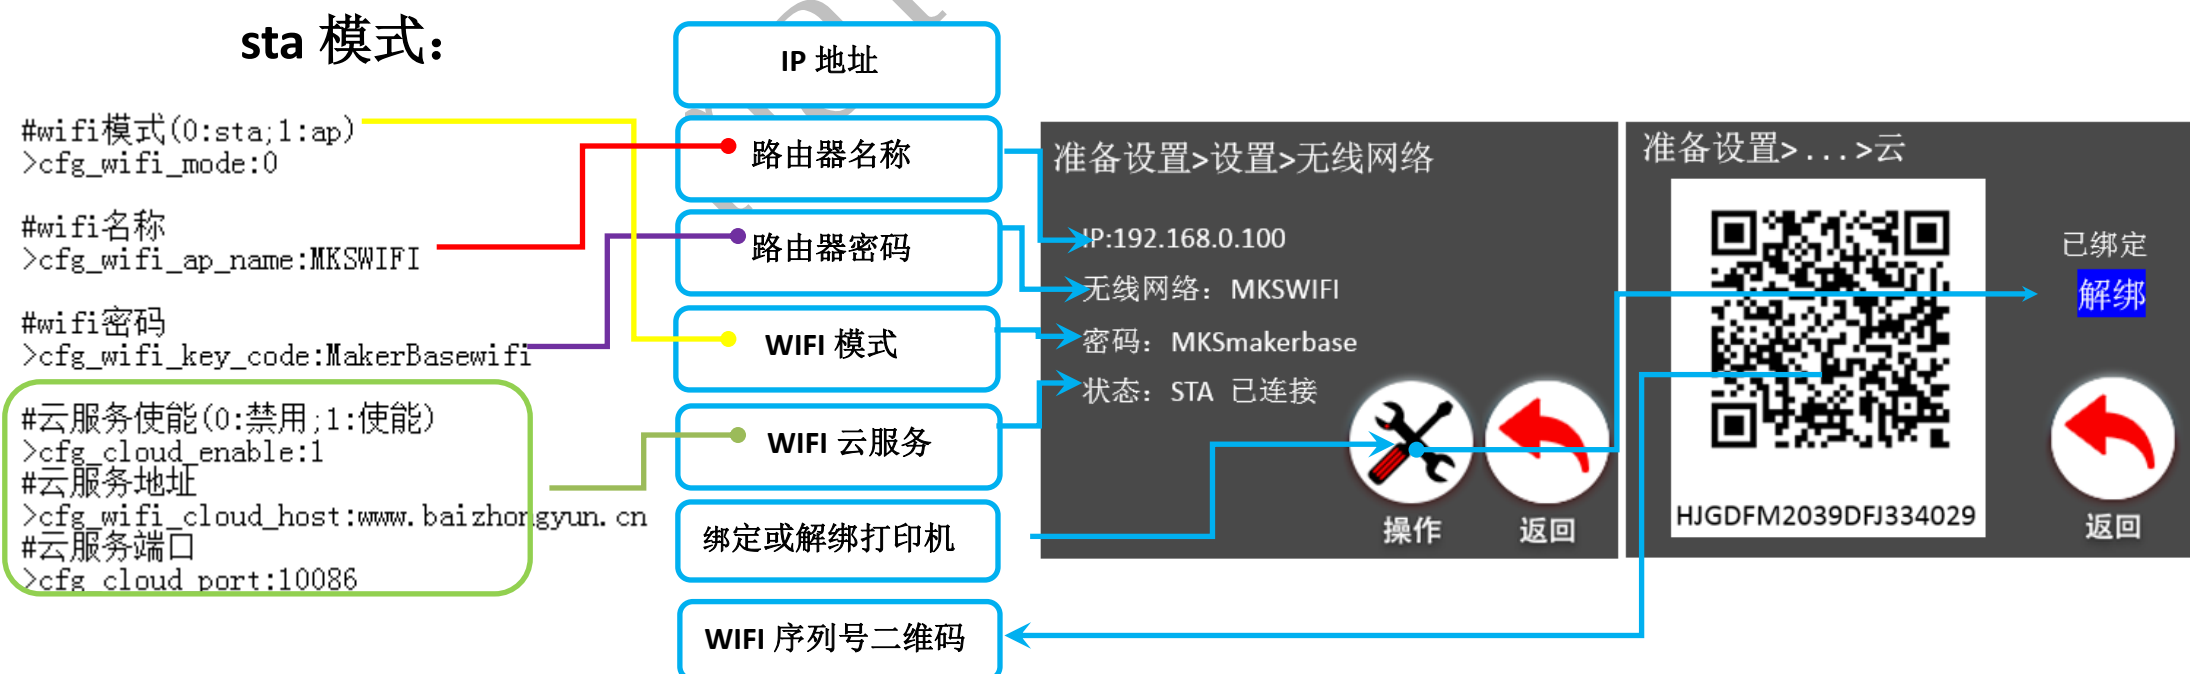 sta 模式：
#wifi模式(0:sta;1:ap)
>cfg_wifi_mode:0
#wifi名称
>cfg_wifi_ap_name:MKSWIFI
#wifi密码
>cfg_wifi_key_code:MakerBasewifi
#云服务使能(0:禁用;1:使能)
>cfg_cloud_enable:1
#云服务地址
>cfg_wifi_cloud_host:www.baizhongyun.cn
#云服务端口
>cfg_cloud_port:10086
IP 地址
路由器名称
路由器密码
WIFI 模式
WIFI 云服务
绑定或解绑打印机
WIFI 序列号二维码
准备设置>设置>无线网络
IP:192.168.0.100
无线网络：MKSWIFI
密码：MKSmakerbase
状态：STA 已连接
操作
返回
准备设置>...>云
HJGDFM2039DFJ334029
已绑定
解绑
返回